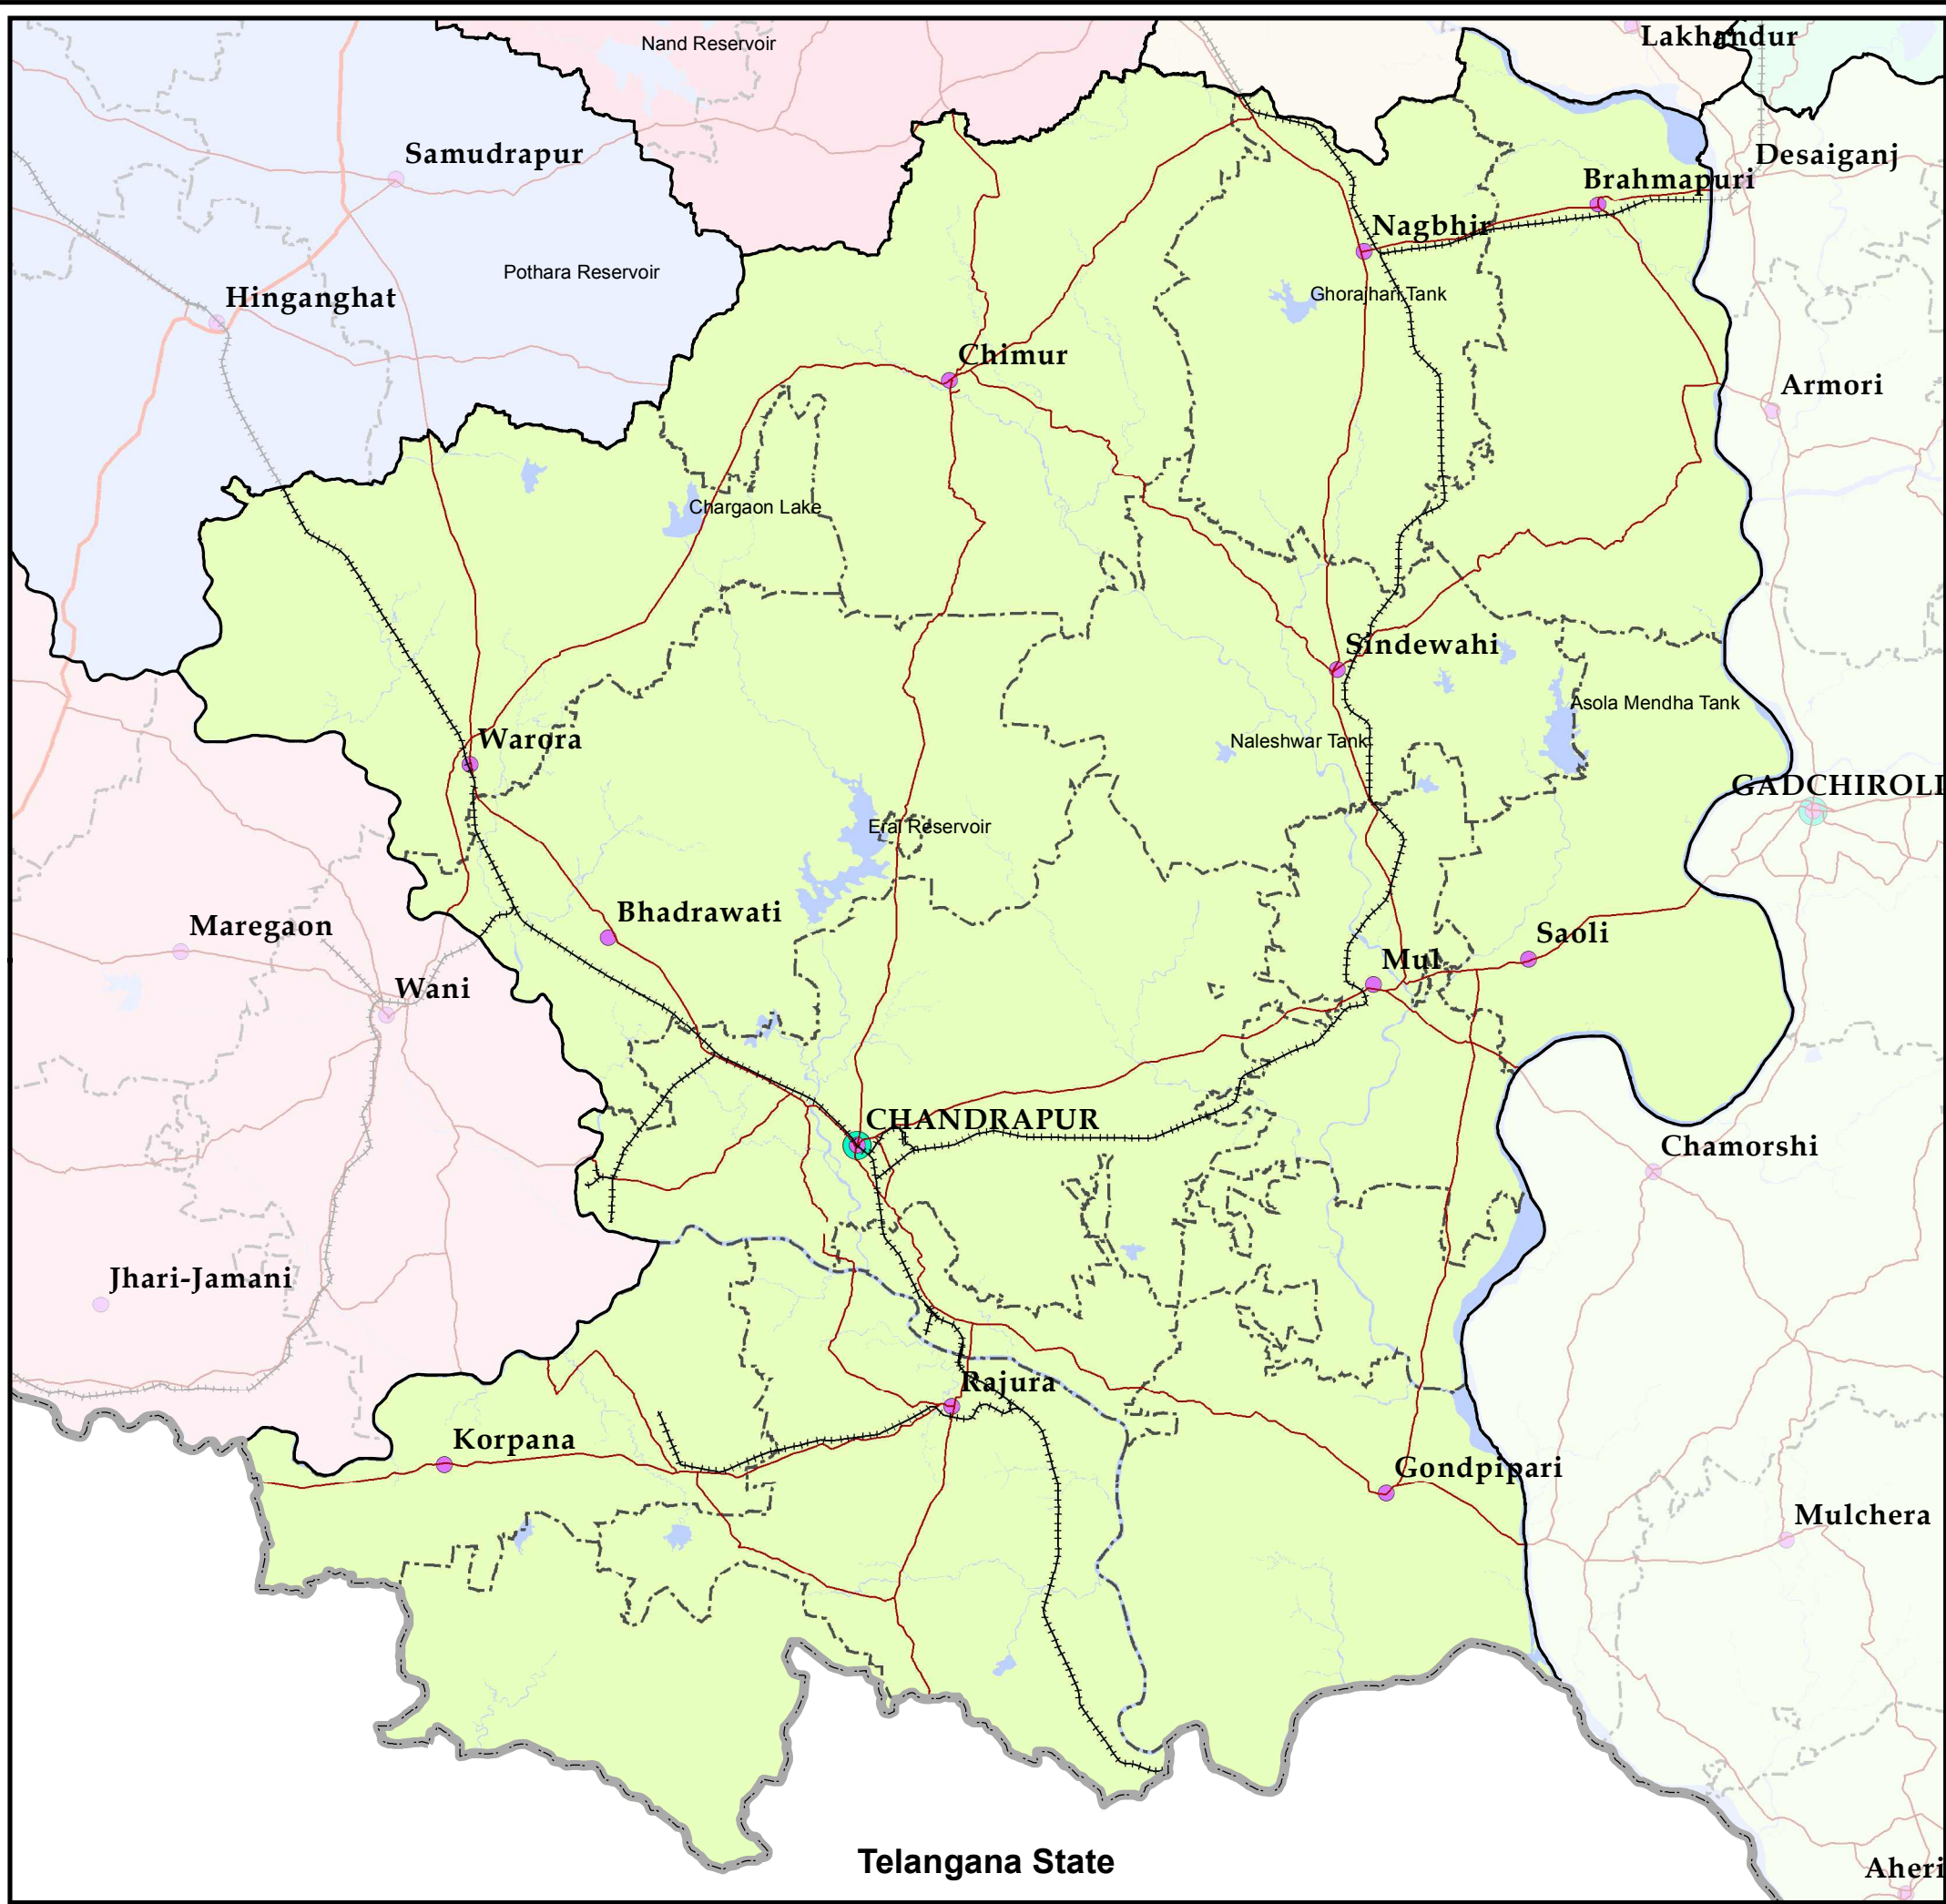 Lakhandur
Nand Reservoir
Samudrapur
Desaiganj
Brahmapuri
Nagbhir
Pothara Reservoir
Hinganghat
Ghorajhari Tank
Chimur
Armori
Chargaon Lake
Sindewahi
Asola Mendha Tank
Warora
Naleshwar Tank
GADCHIROLI
Erai Reservoir
Bhadrawati
Maregaon
Saoli
Mul
Wani
CHANDRAPUR
Chamorshi
Jhari-Jamani
Rajura
Korpana
Gondpipari
Mulchera
Telangana State
Aheri